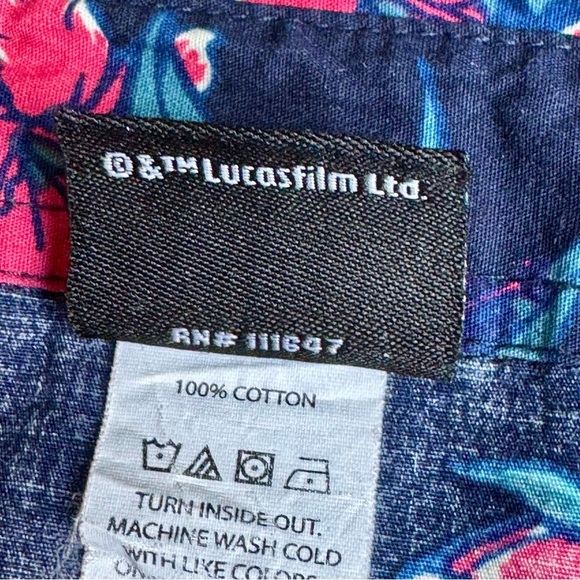 ©&™ Lucasfilm Ltd.
RN# 111647
100% COTTON
TURN INSIDE OUT.
MACHINE WASH COLD
WITH LIKE COLORS